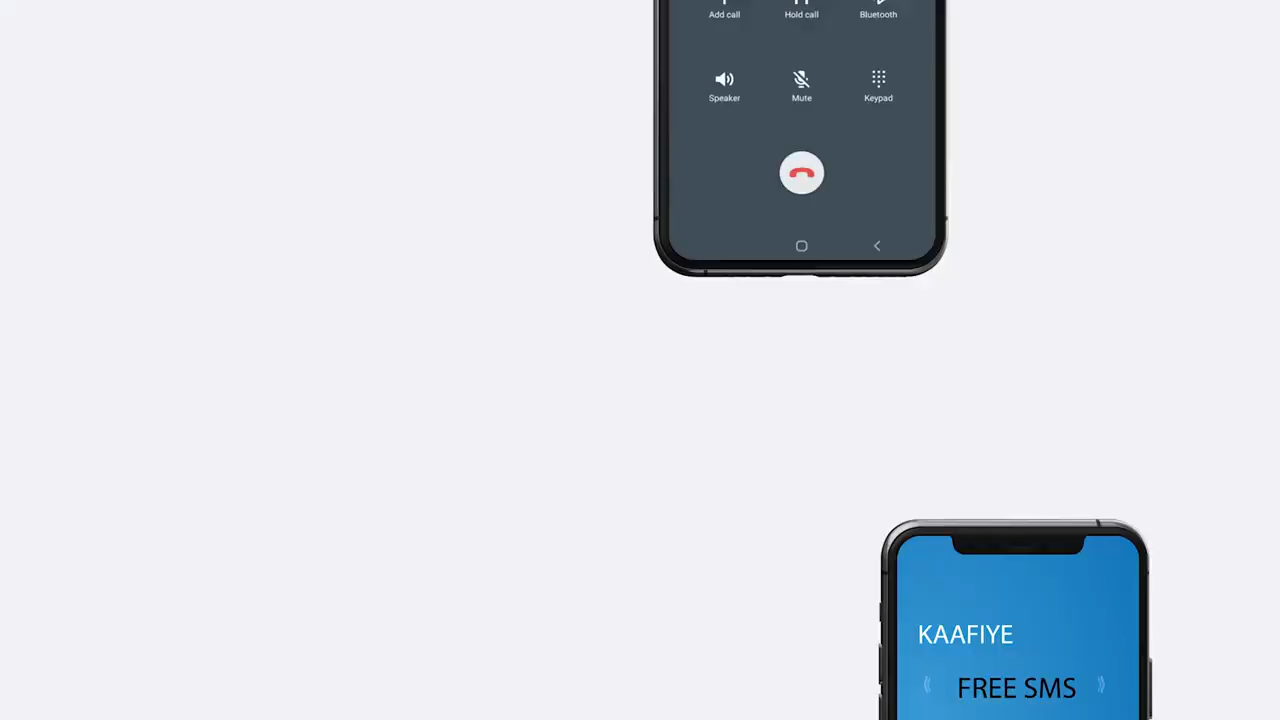 Add call Hold call Bluetooth
Speaker Mute Keypad
KAAFIYE
FREE SMS